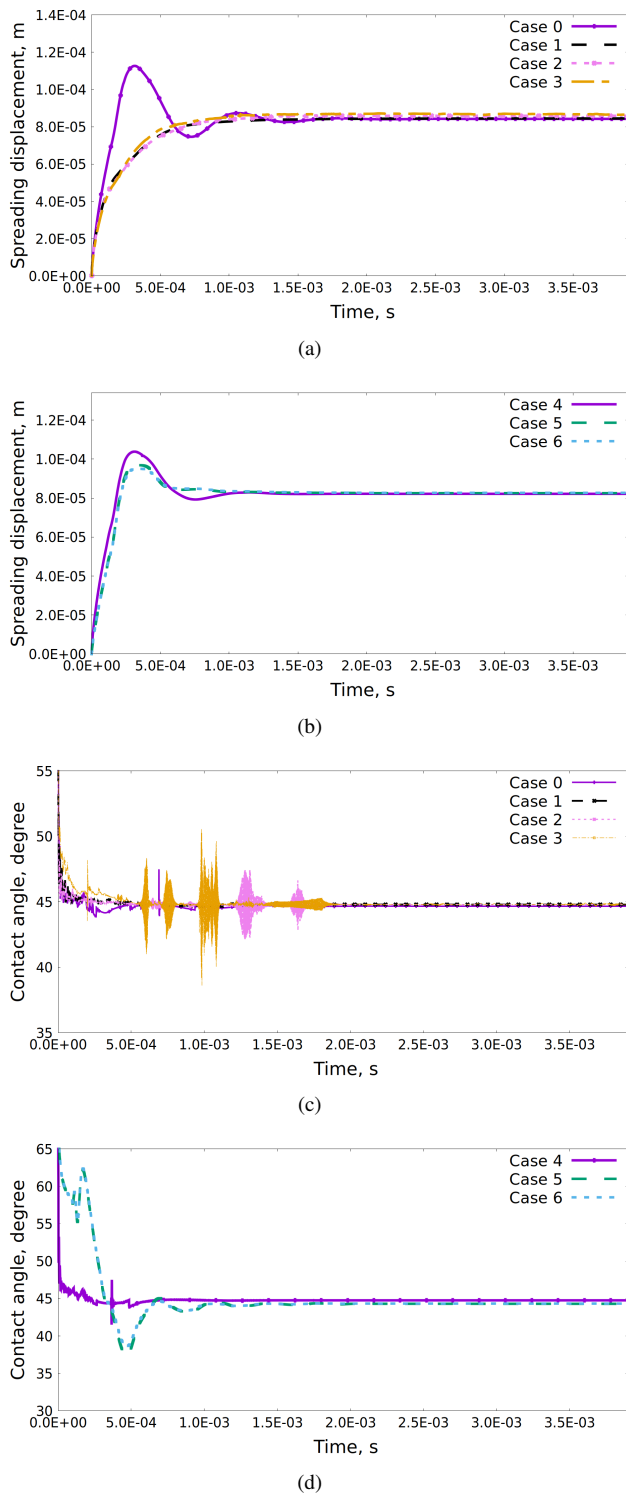 1.4E-04
1.2E-04
1.0E-04
8.0E-05
6.0E-05
4.0E-05
2.0E-05
0.0E+00
Spreading displacement, m
Case 0
Case 1
Case 2
Case 3
0.0E+00 5.0E-04 1.0E-03 1.5E-03 2.0E-03 2.5E-03 3.0E-03 3.5E-03
Time, s
(a)
1.2E-04
1.0E-04
8.0E-05
6.0E-05
4.0E-05
2.0E-05
0.0E+00
Spreading displacement, m
Case 4
Case 5
Case 6
0.0E+00 5.0E-04 1.0E-03 1.5E-03 2.0E-03 2.5E-03 3.0E-03 3.5E-03
Time, s
(b)
55
50
45
40
35
Contact angle, degree
Case 0
Case 1
Case 2
Case 3
0.0E+00 5.0E-04 1.0E-03 1.5E-03 2.0E-03 2.5E-03 3.0E-03 3.5E-03
Time, s
(c)
65
60
55
50
45
40
35
30
Contact angle, degree
Case 4
Case 5
Case 6
0.0E+00 5.0E-04 1.0E-03 1.5E-03 2.0E-03 2.5E-03 3.0E-03 3.5E-03
Time, s
(d)